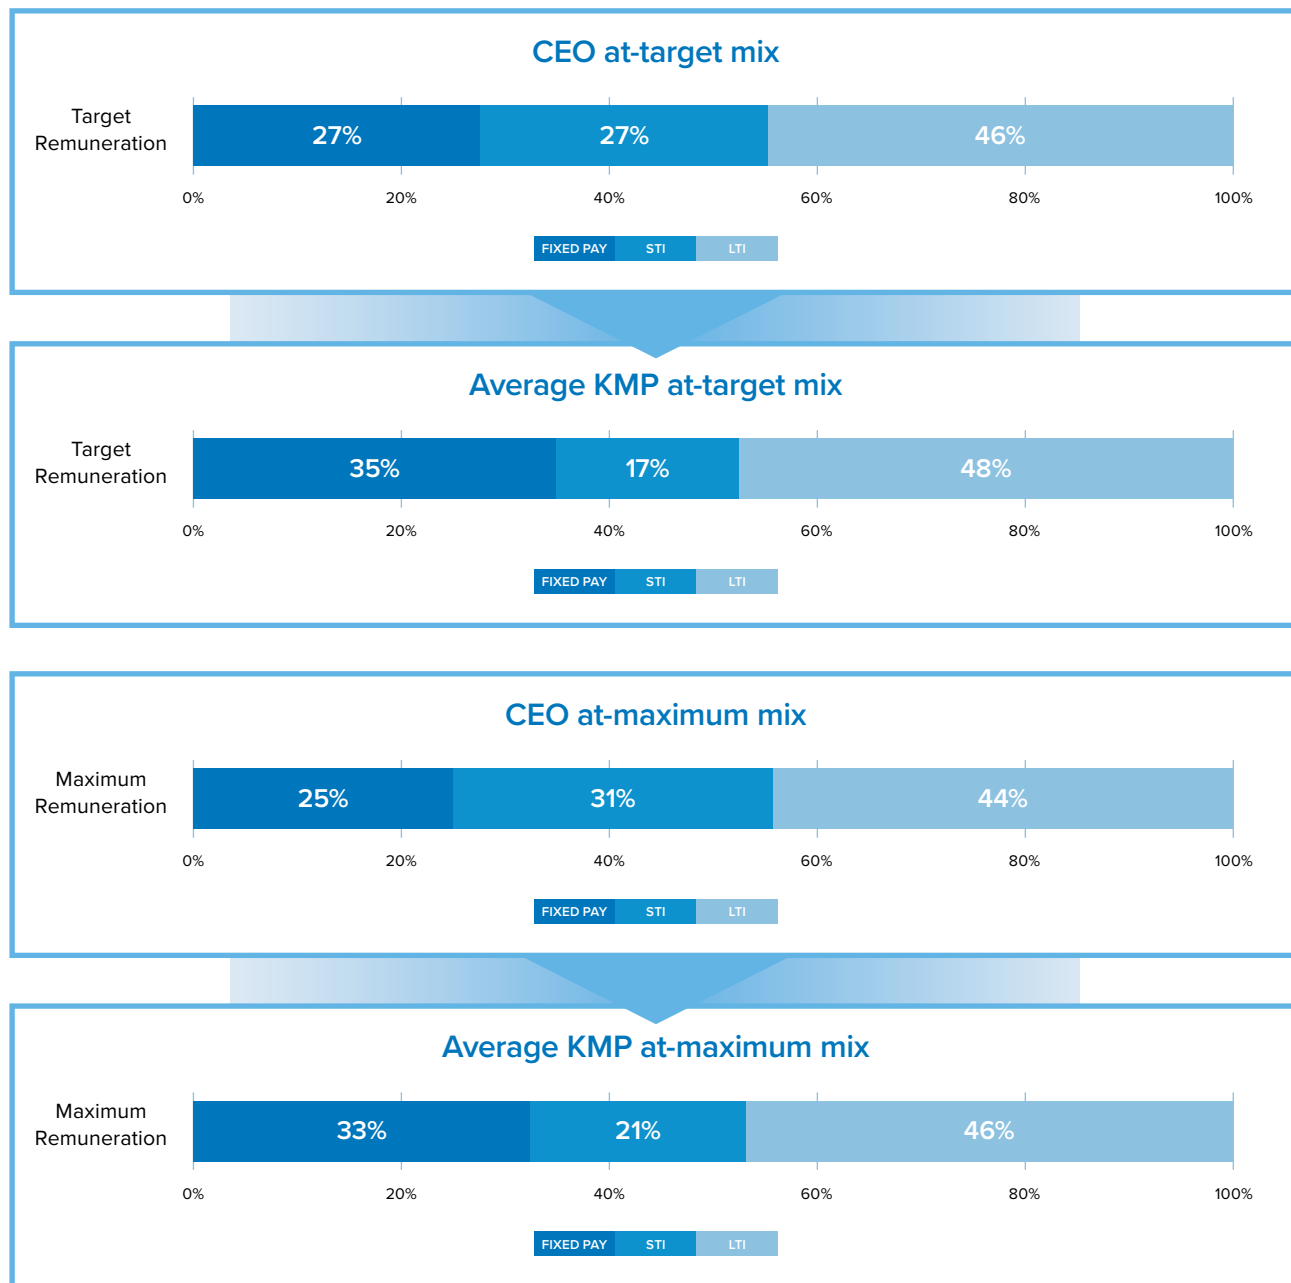 CEO at-target mix
Target
Remuneration
27% 27% 46%
0% 20% 40% 60% 80% 100%
FIXED PAY STI LTI
Average KMP at-target mix
Target
Remuneration
35% 17% 48%
0% 20% 40% 60% 80% 100%
FIXED PAY STI LTI
CEO at-maximum mix
Maximum
Remuneration
25% 31% 44%
0% 20% 40% 60% 80% 100%
FIXED PAY STI LTI
Average KMP at-maximum mix
Maximum
Remuneration
33% 21% 46%
0% 20% 40% 60% 80% 100%
FIXED PAY STI LTI